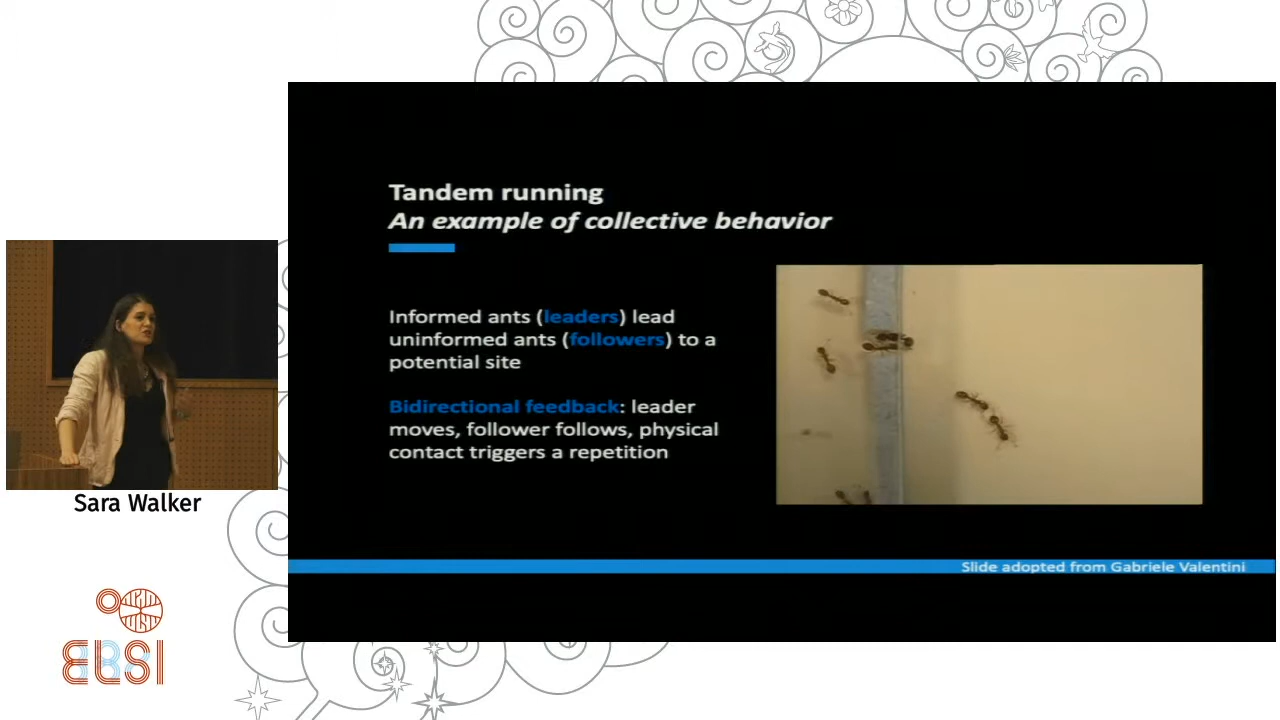 Tandem running
An example of collective behavior
Informed ants (leaders) lead
uninformed ants (followers) to a
potential site
Bidirectional feedback: leader
moves, follower follows, physical
contact triggers a repetition
Slide adopted from Gabriele Valentini
Sara Walker
ELSI